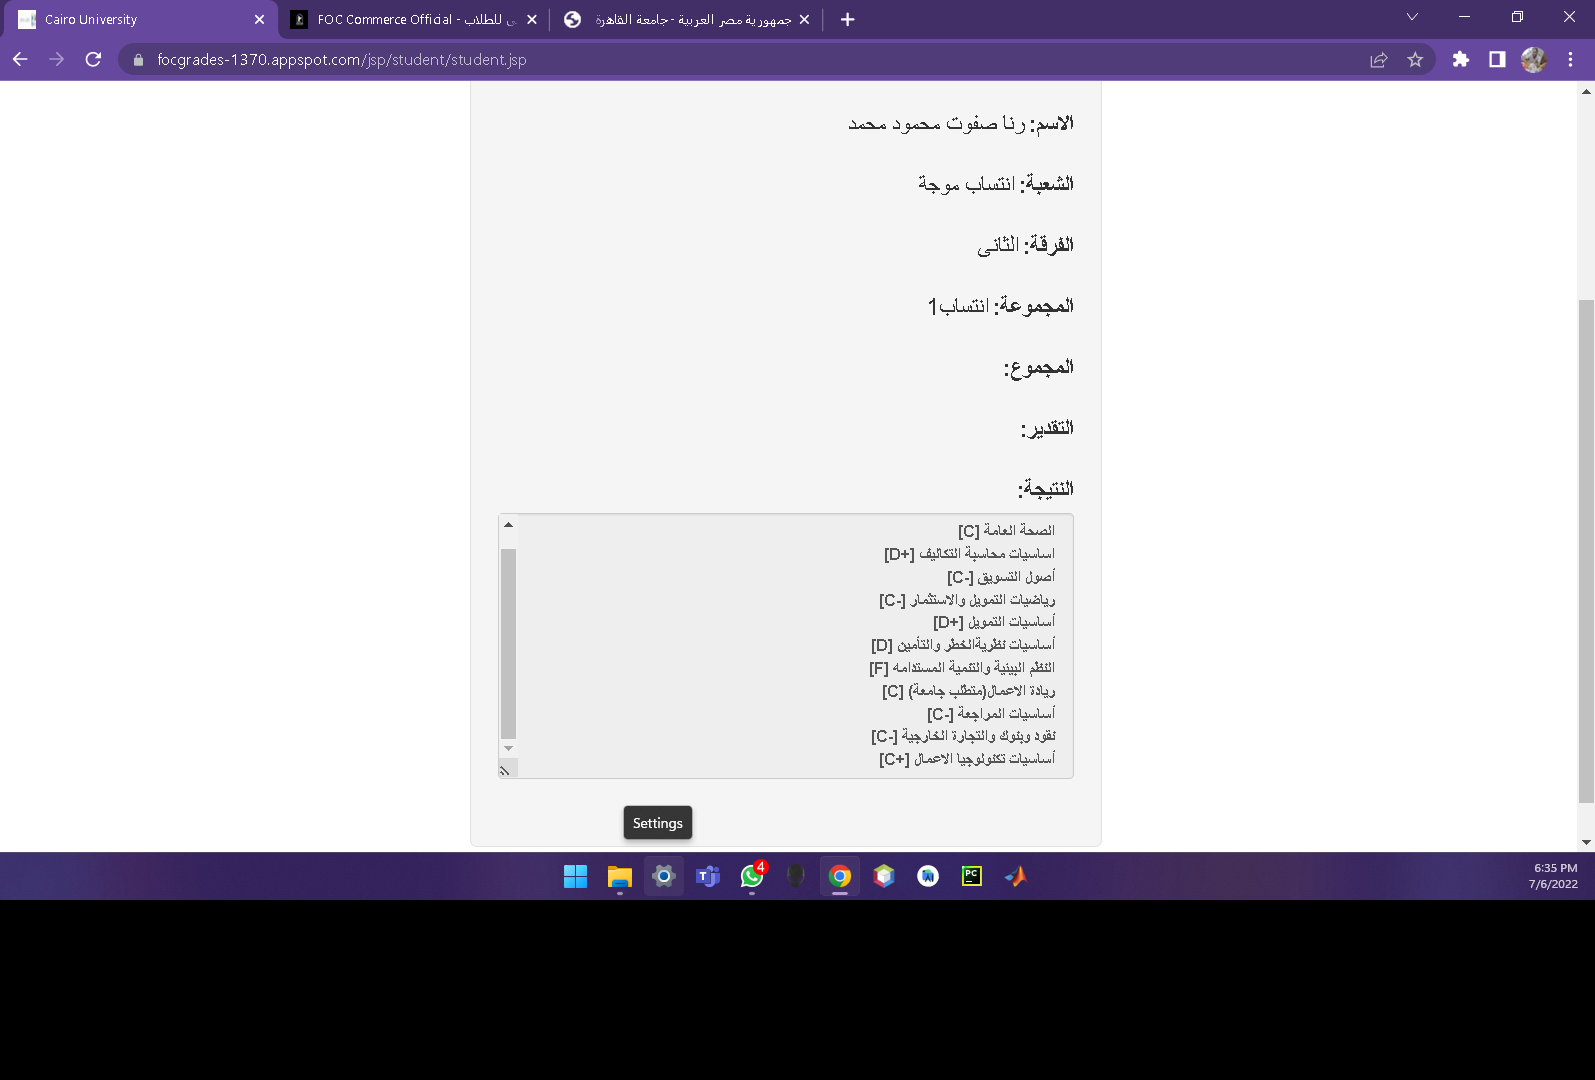 Cairo University
FOC Commerce Official - ى للطلاب
جمهورية مصر العربية - جامعة القاهرة
focgrades-1370.appspot.com/jsp/student/student.jsp
الاسم: رنا صفوت محمود محمد
الشعبة: انتساب موجة
الفرقة: الثانى
المجموعة: انتساب1
المجموع:
التقدير:
النتيجة:
الصحة العامة [C]
اساسيات محاسبة التكاليف [D+]
أصول التسويق [C-]
رياضيات التمويل والاستثمار [C-]
أساسيات التمويل [D+]
أساسيات نظريةالخطر والتأمين [D]
النظم البيئية والتنمية المستدامه [F]
ريادة الاعمال(متطلب جامعة) [C]
أساسيات المراجعة [C-]
نقود وبنوك والتجارة الخارجية [C-]
أساسيات تكنولوجيا الاعمال [C+]
Settings
4
PC
6:35 PM
7/6/2022